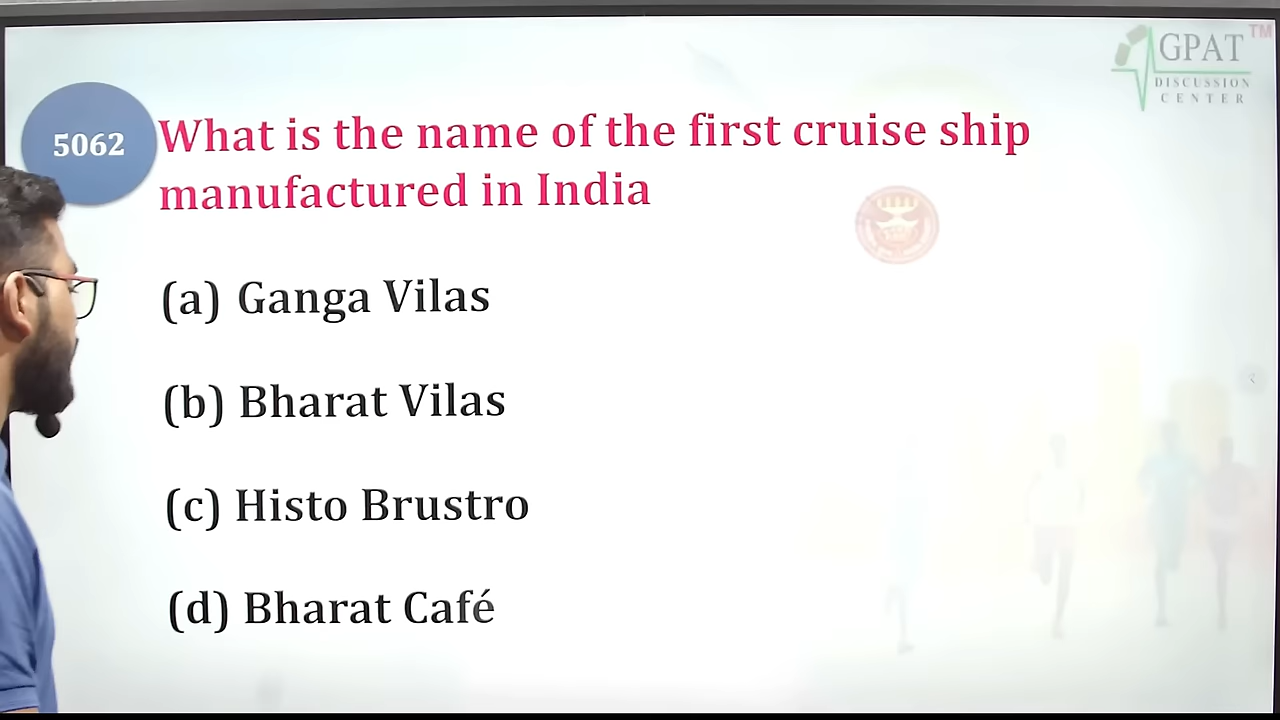 GPAT TM
DISCUSSION
CENTER
5062
What is the name of the first cruise ship
manufactured in India
(a) Ganga Vilas
(b) Bharat Vilas
(c) Histo Brustro
(d) Bharat Café